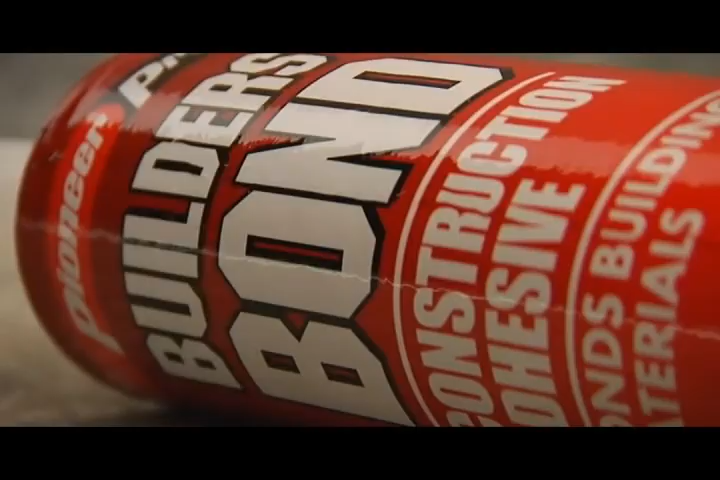 pioneer
BUILDERS
BOND
CONSTRUCTION
ADHESIVE
BONDS BUILDING
MATERIALS